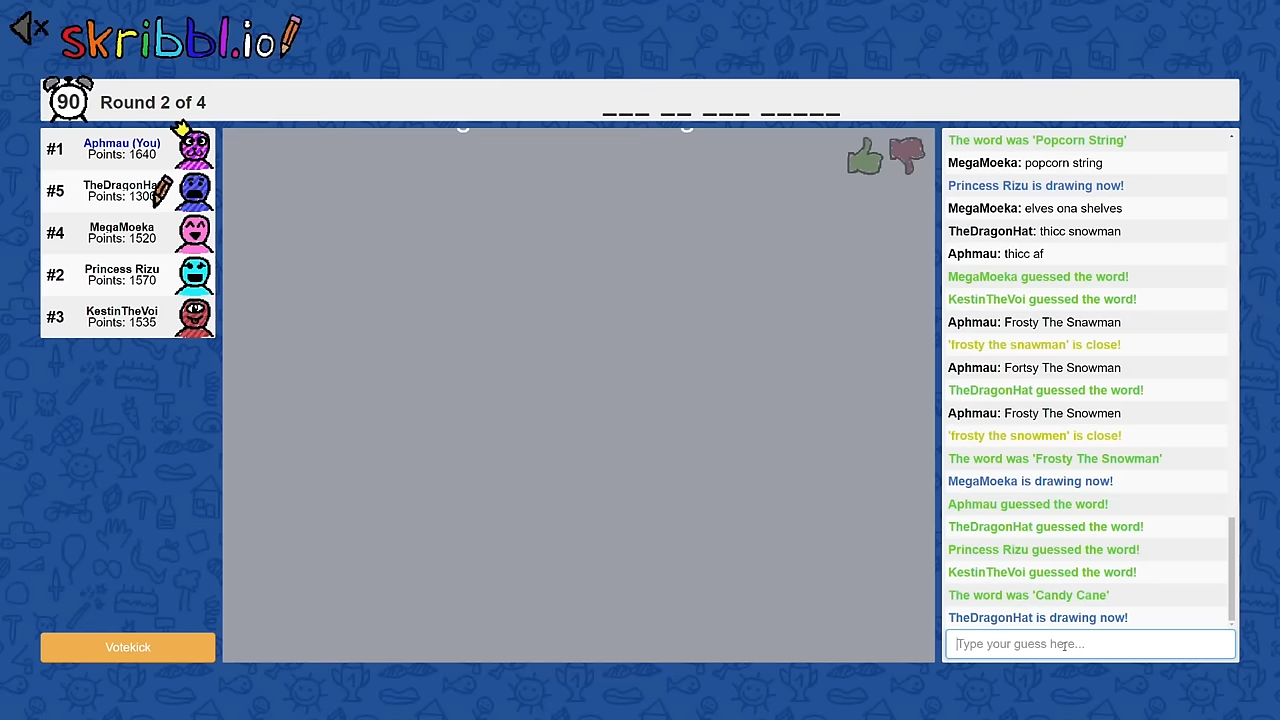 skribbl.io
90
Round 2 of 4
___ __ ___ _____
#1
Aphmau (You)
Points: 1640
#5
TheDragonHa
Points: 1300
#4
MegaMoeka
Points: 1520
#2
Princess Rizu
Points: 1570
#3
KestinTheVoi
Points: 1535
Votekick
The word was 'Popcorn String'
MegaMoeka: popcorn string
Princess Rizu is drawing now!
MegaMoeka: elves ona shelves
TheDragonHat: thicc snowman
Aphmau: thicc af
MegaMoeka guessed the word!
KestinTheVoi guessed the word!
Aphmau: Frosty The Snawman
'frosty the snawman' is close!
Aphmau: Fortsy The Snowman
TheDragonHat guessed the word!
Aphmau: Frosty The Snowmen
'frosty the snowmen' is close!
The word was 'Frosty The Snowman'
MegaMoeka is drawing now!
Aphmau guessed the word!
TheDragonHat guessed the word!
Princess Rizu guessed the word!
KestinTheVoi guessed the word!
The word was 'Candy Cane'
TheDragonHat is drawing now!
Type your guess here...